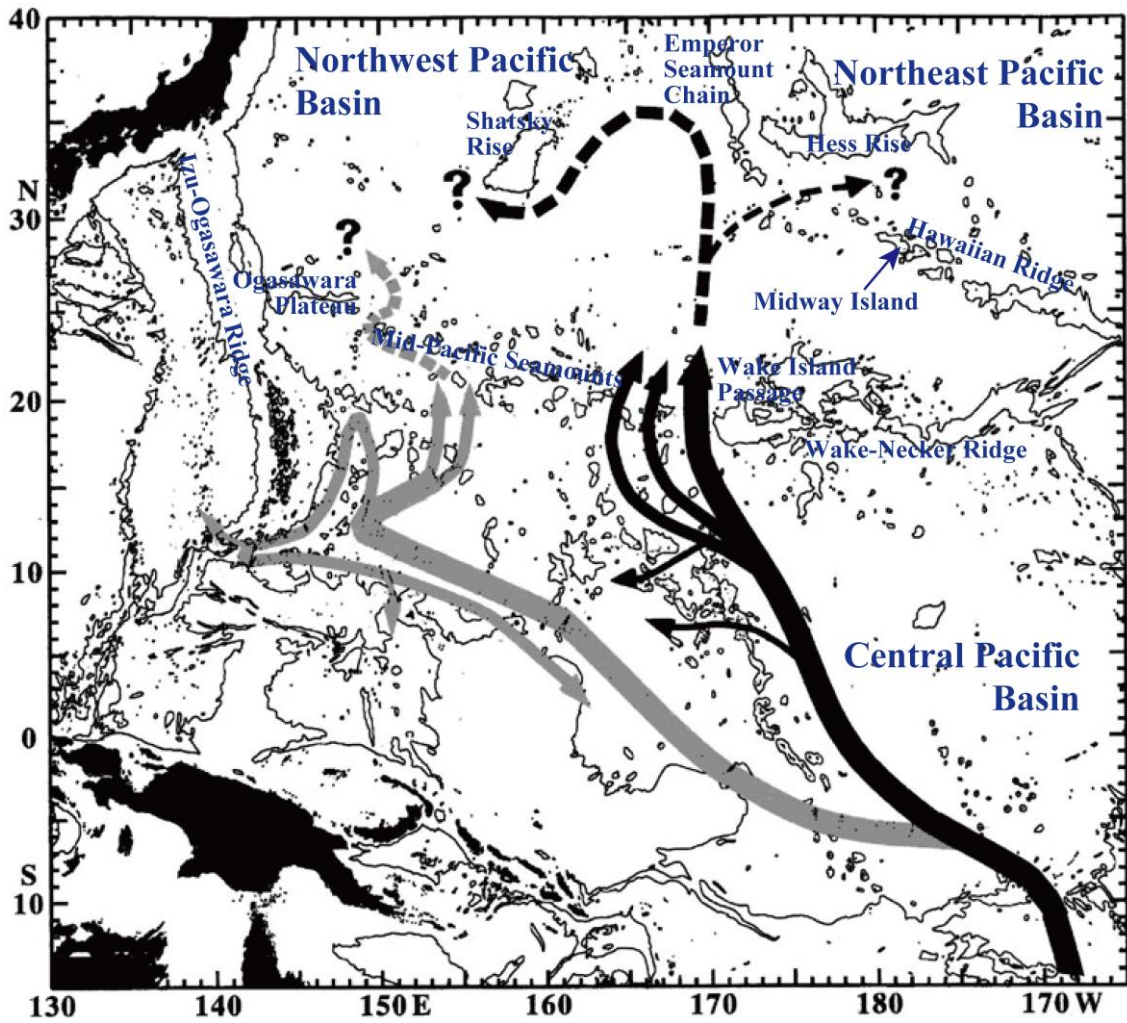 40
Northwest Pacific
Basin
Emperor
Seamount
Chain
Northeast Pacific
Basin
Shatsky
Rise
Hess Rise
Izu-Ogasawara Ridge
N
30
?
?
?
Hawaiian Ridge
Ogasawara
Plateau
Midway Island
Mid-Pacific Seamounts
Wake Island
Passage
20
Wake-Necker Ridge
10
Central Pacific
Basin
0
S
10
130
140
150 E
160
170
180
170 W